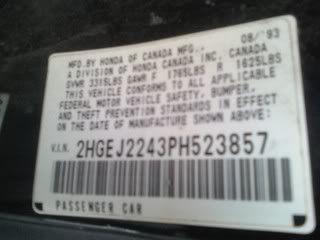 08/'93
MFD. BY HONDA OF CANADA MFG.,
A DIVISION OF HONDA CANADA INC. CANADA
GVWR 3315LBS GAWR F 1765LBS R 1625LBS
THIS VEHICLE CONFORMS TO ALL APPLICABLE
FEDERAL MOTOR VEHICLE SAFETY, BUMPER,
AND THEFT PREVENTION STANDARDS IN EFFECT
ON THE DATE OF MANUFACTURE SHOWN ABOVE:
V.I.N. 2HGEJ2243PH523857
PASSENGER CAR